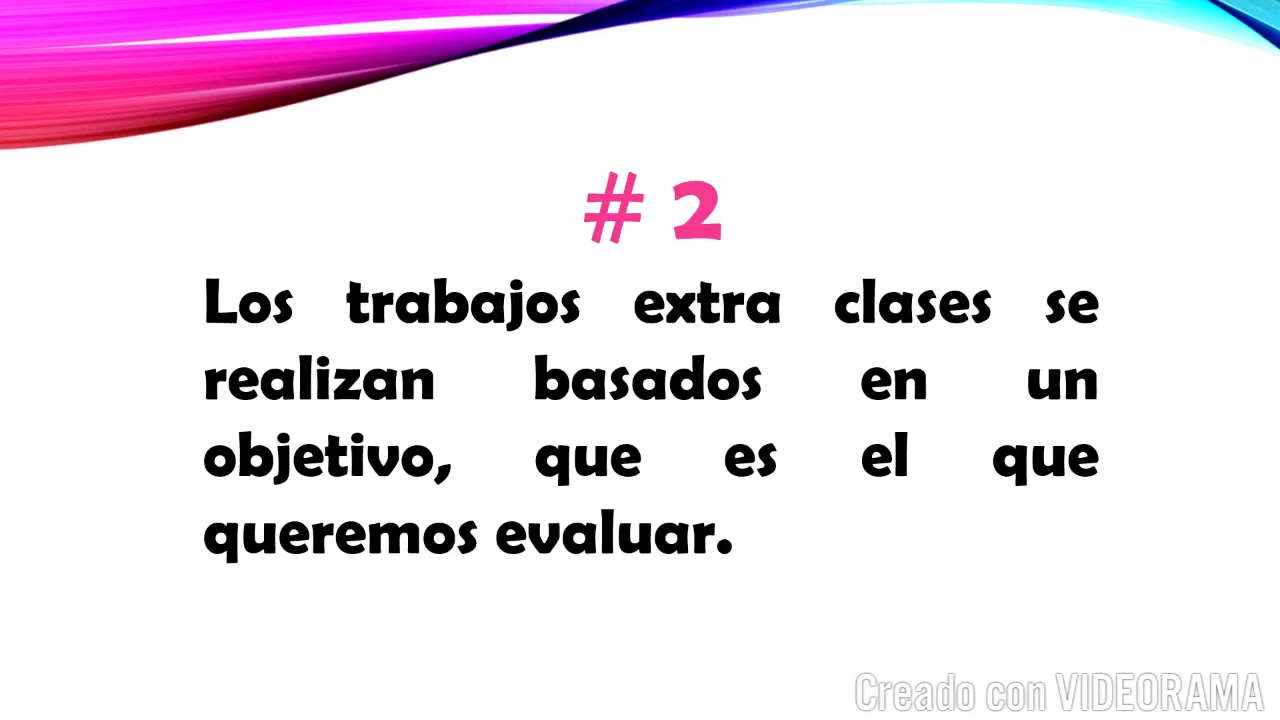 # 2
Los trabajos extra clases se
realizan basados en un
objetivo, que es el que
queremos evaluar.
Creado con VIDEORAMA